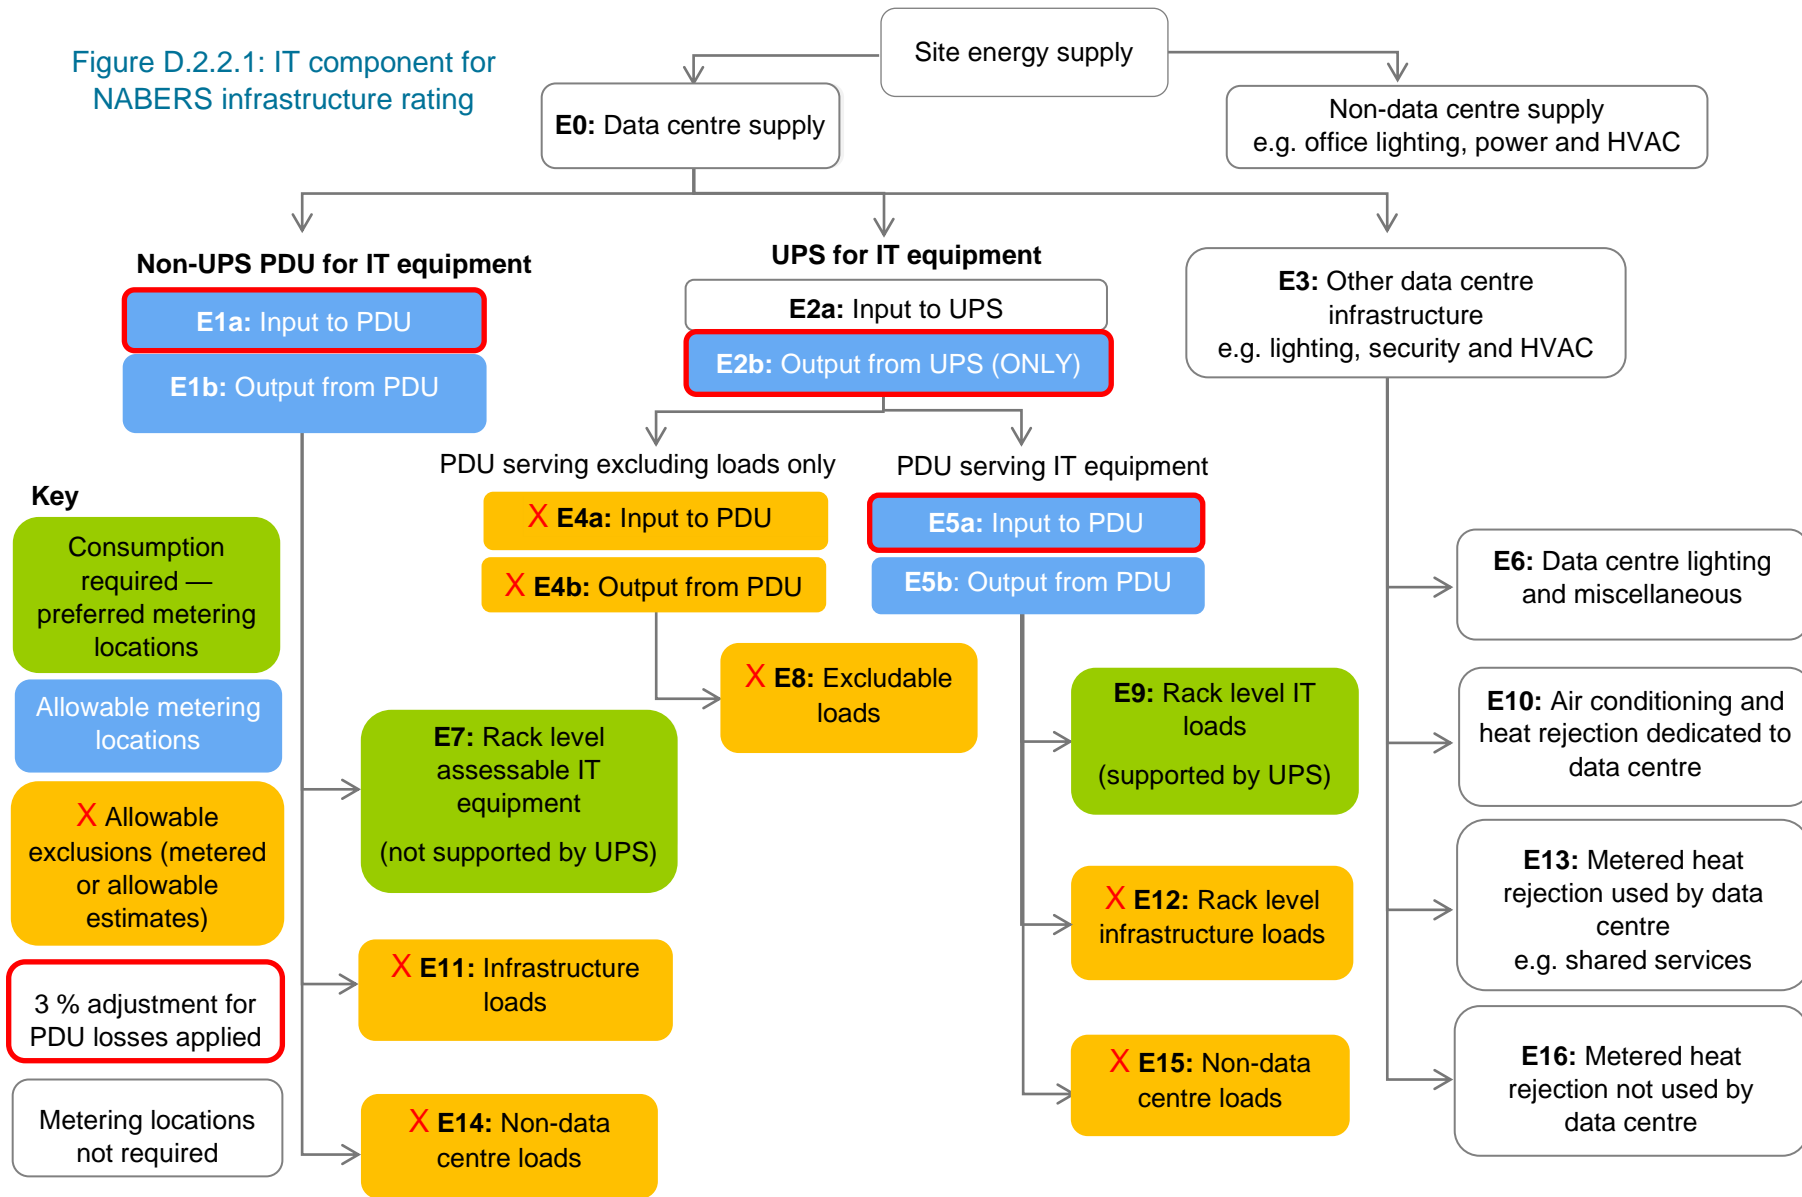 Figure D.2.2.1: IT component for
NABERS infrastructure rating
Site energy supply
E0: Data centre supply
Non-data centre supply
e.g. office lighting, power and HVAC
Non-UPS PDU for IT equipment
E1a: Input to PDU
E1b: Output from PDU
UPS for IT equipment
E2a: Input to UPS
E2b: Output from UPS (ONLY)
E3: Other data centre
infrastructure
e.g. lighting, security and HVAC
PDU serving excluding loads only
X E4a: Input to PDU
X E4b: Output from PDU
PDU serving IT equipment
E5a: Input to PDU
E5b: Output from PDU
Key
Consumption
required —
preferred metering
locations
Allowable metering
locations
X Allowable
exclusions (metered
or allowable
estimates)
3 % adjustment for
PDU losses applied
Metering locations
not required
E7: Rack level
assessable IT
equipment
(not supported by UPS)
X E11: Infrastructure
loads
X E14: Non-data
centre loads
X E8: Excludable
loads
E9: Rack level IT
loads
(supported by UPS)
X E12: Rack level
infrastructure loads
X E15: Non-data
centre loads
E6: Data centre lighting
and miscellaneous
E10: Air conditioning and
heat rejection dedicated to
data centre
E13: Metered heat
rejection used by data
centre
e.g. shared services
E16: Metered heat
rejection not used by
data centre